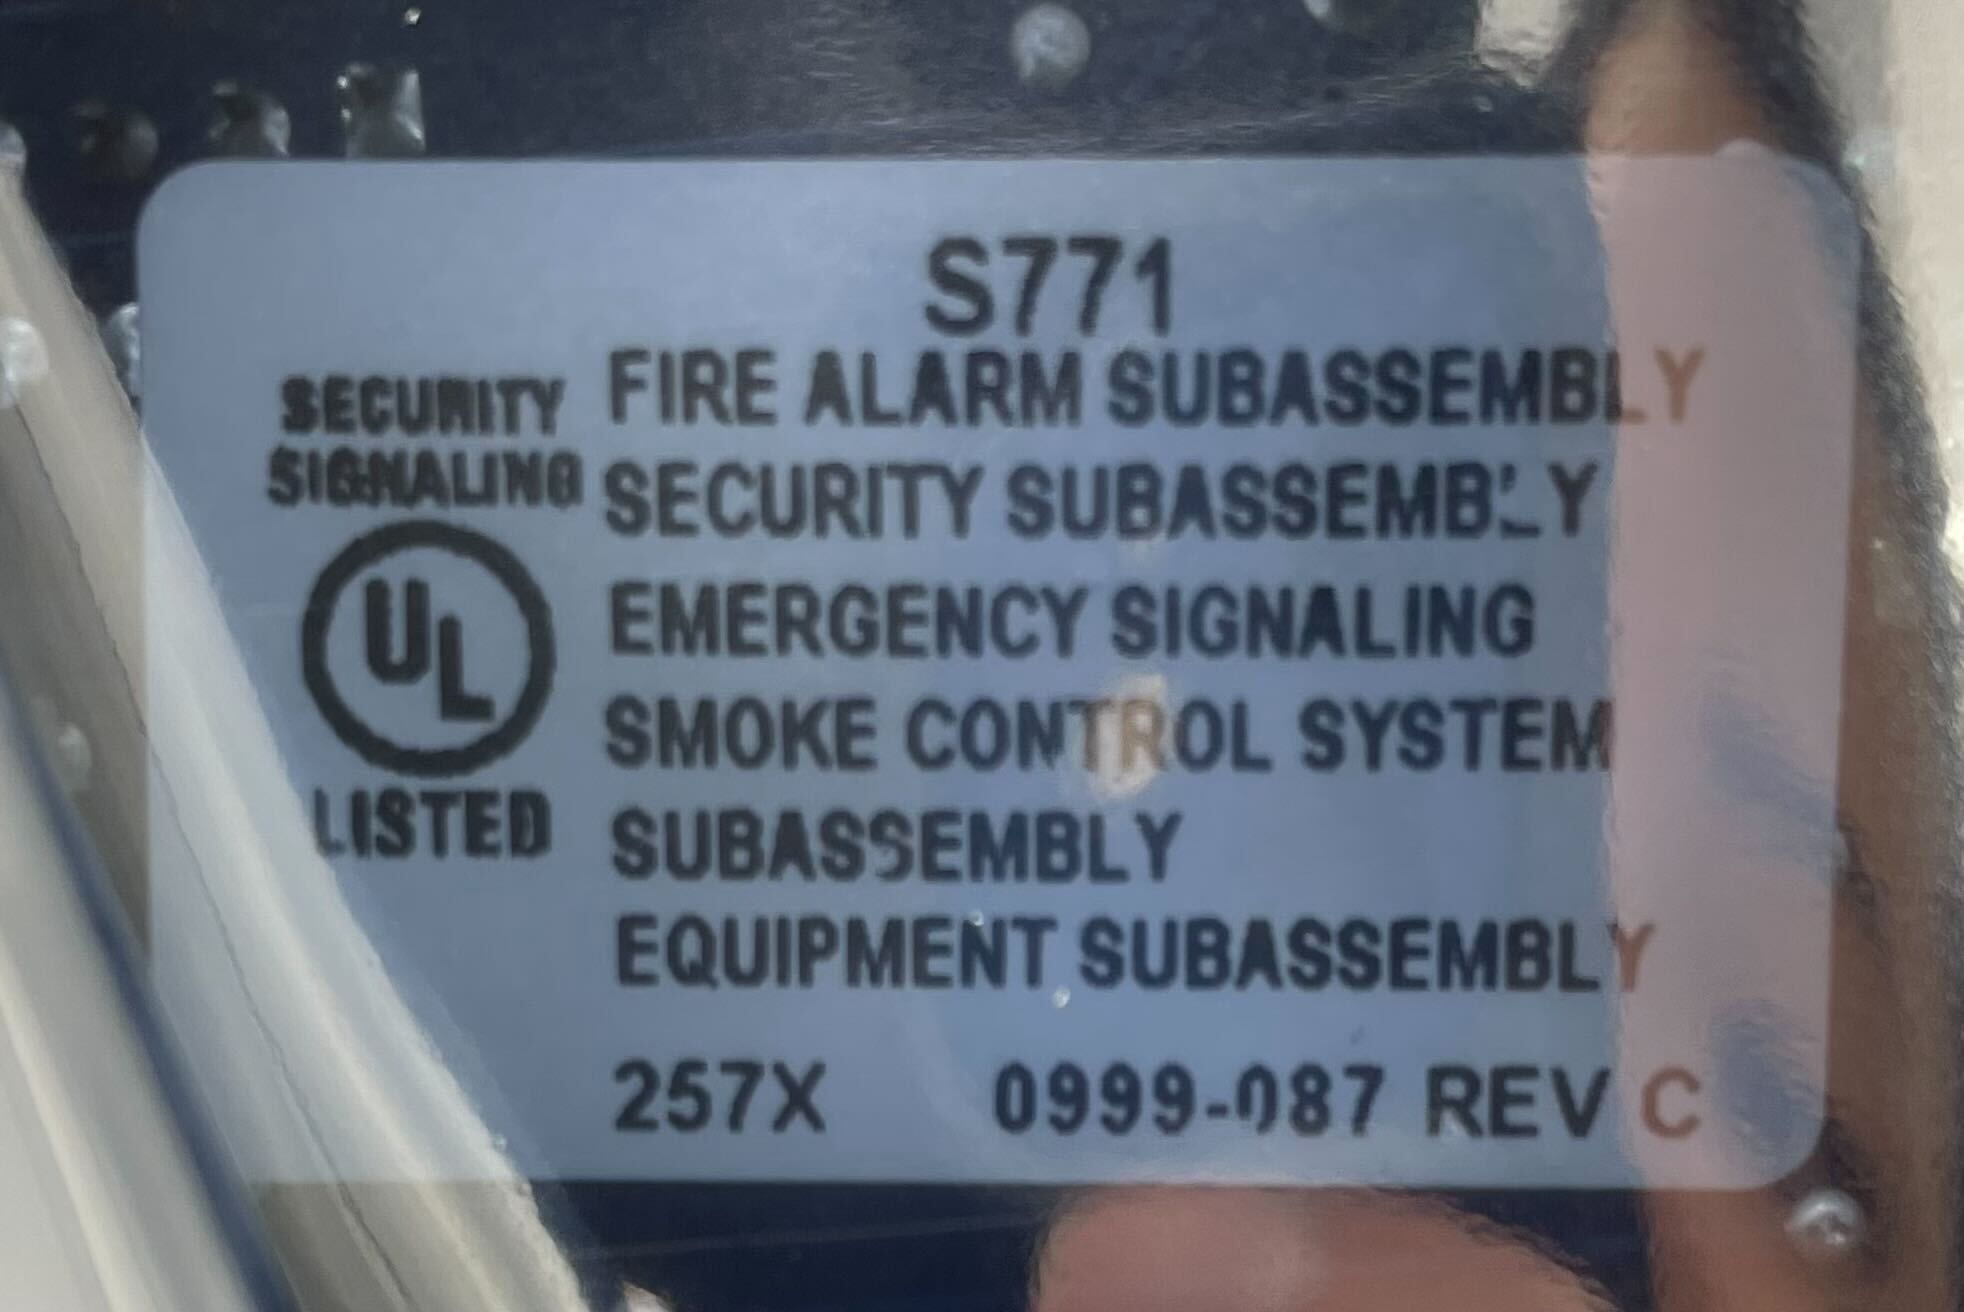 S771
SECURITY
SIGNALING
UL
LISTED
FIRE ALARM SUBASSEMBLY
SECURITY SUBASSEMBLY
EMERGENCY SIGNALING
SMOKE CONTROL SYSTEM
SUBASSEMBLY
EQUIPMENT SUBASSEMBLY
257X 0999-087 REV C